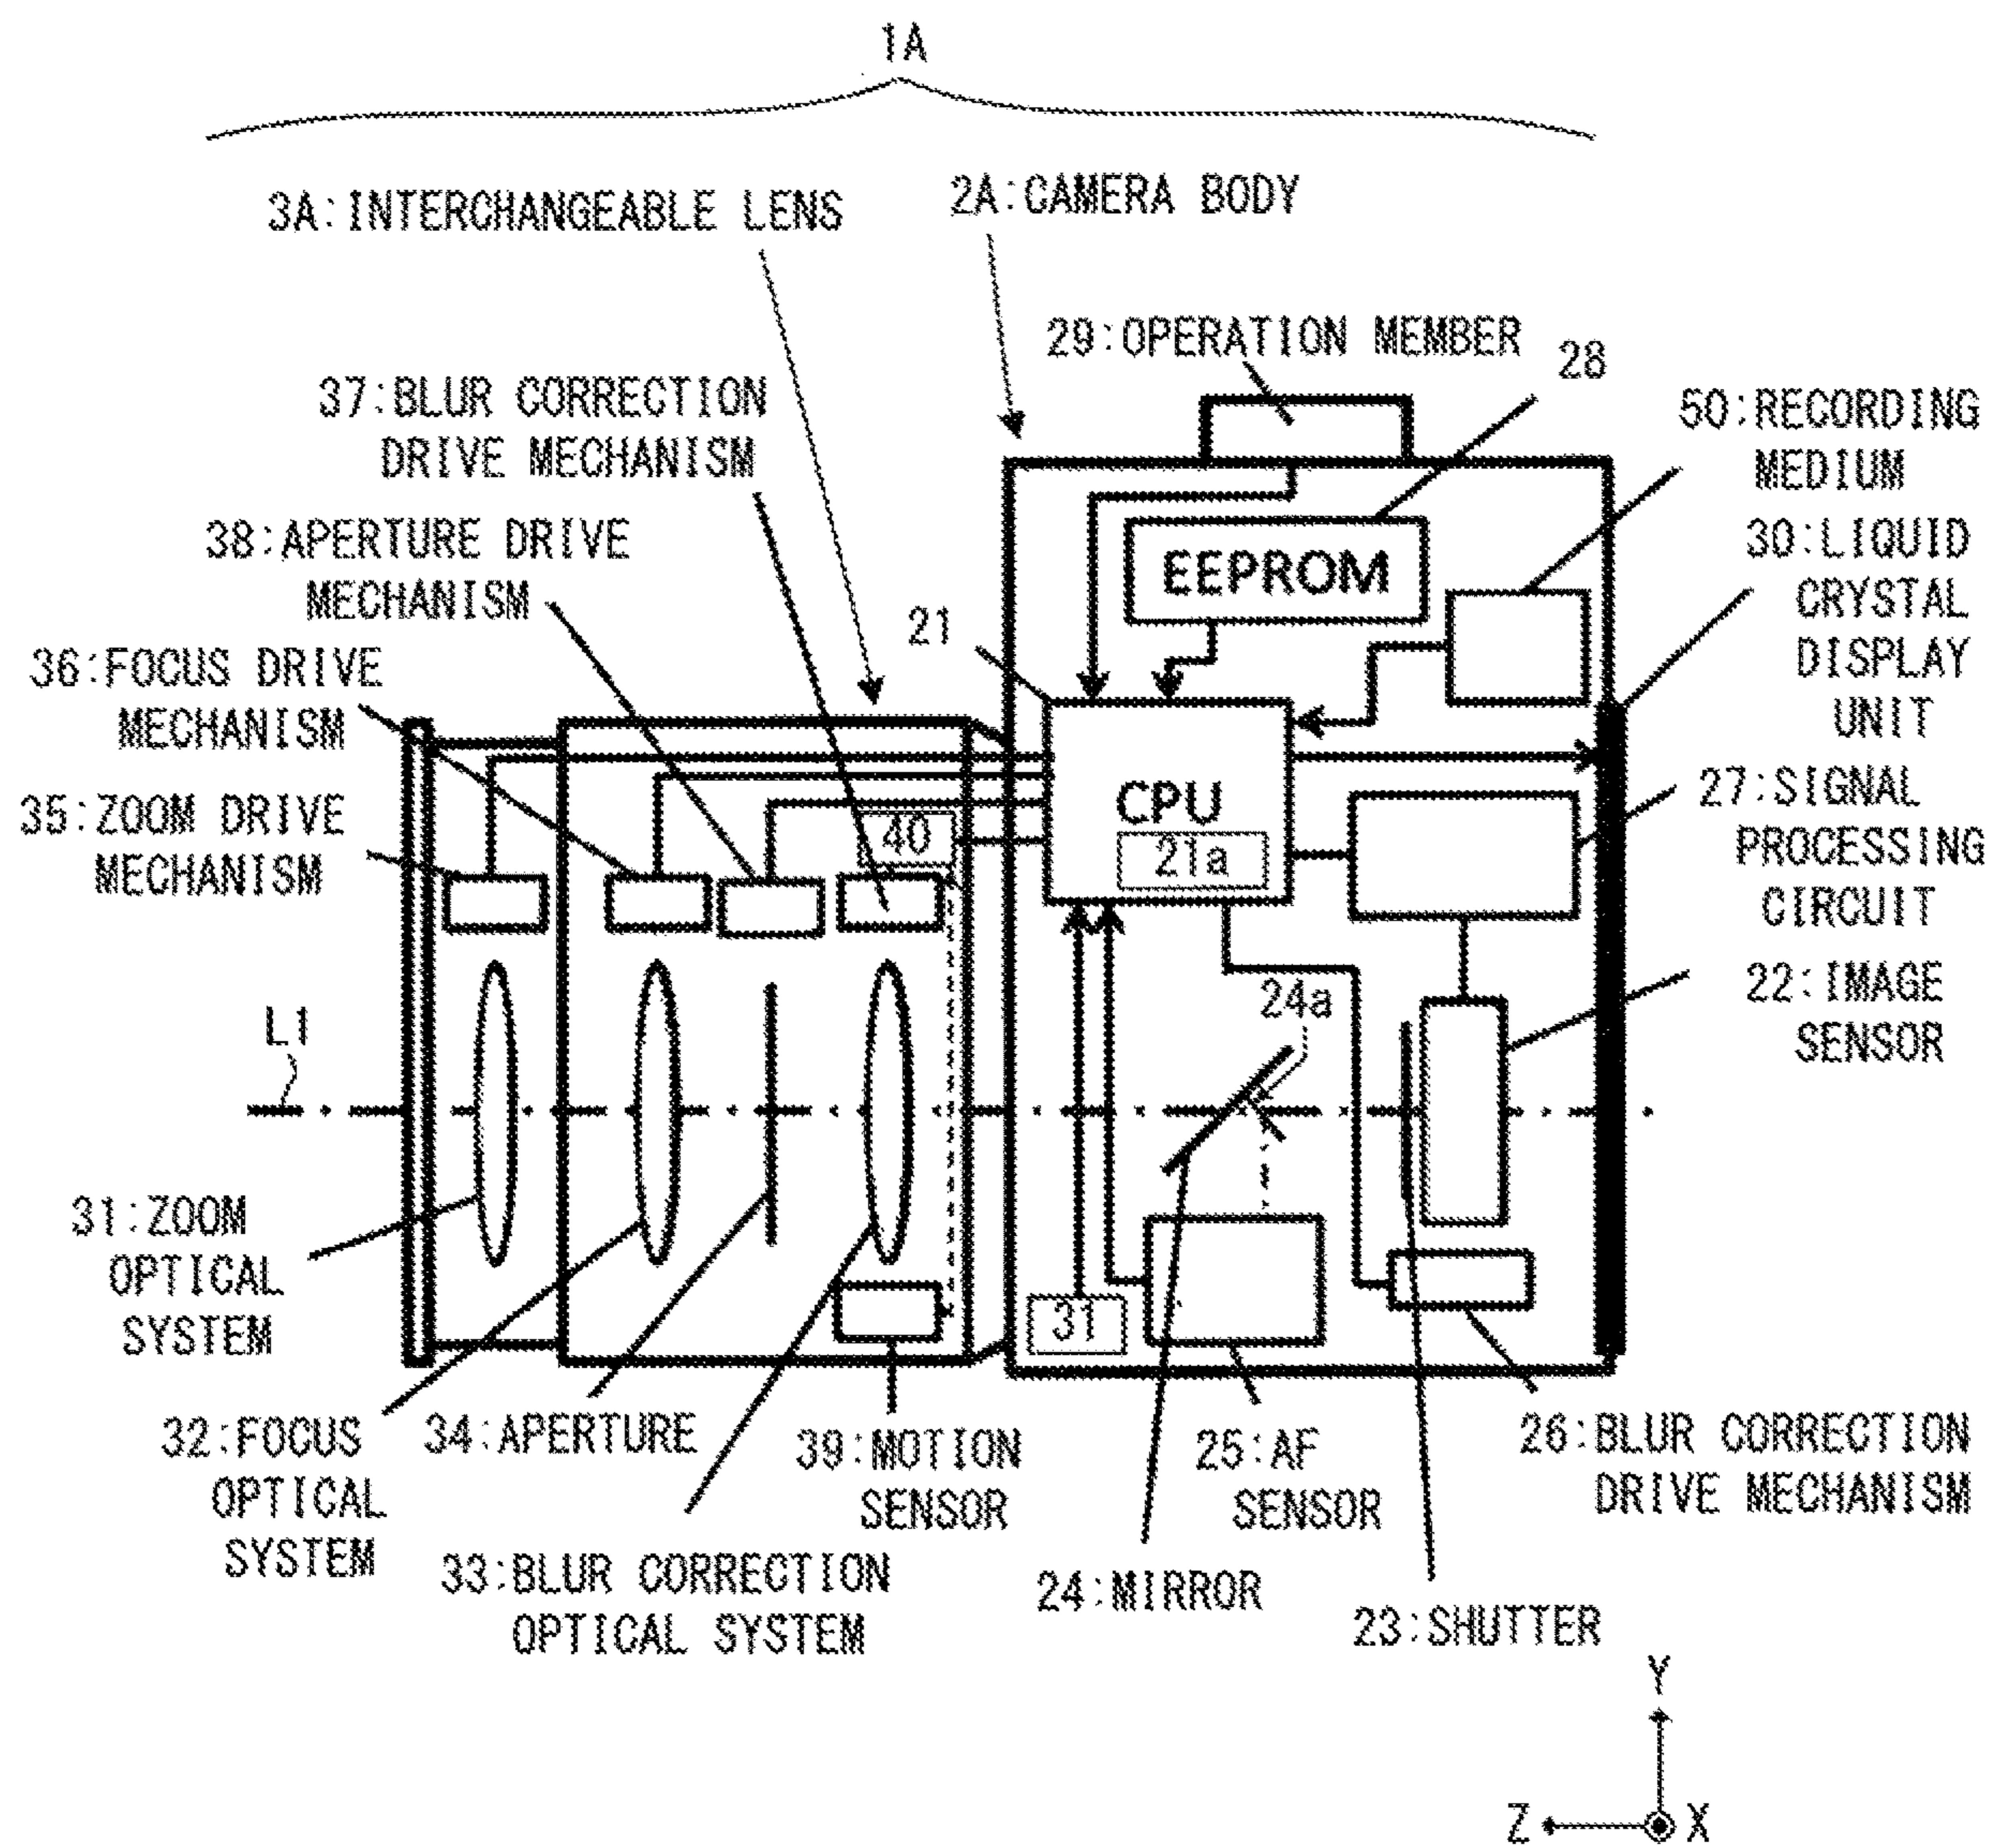 1A
3A:INTERCHANGEABLE LENS
2A:CAMERA BODY
29:OPERATION MEMBER
28
37:BLUR CORRECTION
DRIVE MECHANISM
50:RECORDING
MEDIUM
38:APERTURE DRIVE
MECHANISM
30:LIQUID
CRYSTAL
DISPLAY
UNIT
EEPROM
21
36:FOCUS DRIVE
MECHANISM
35:ZOOM DRIVE
MECHANISM
CPU
21a
40
27:SIGNAL
PROCESSING
CIRCUIT
22:IMAGE
SENSOR
24a
L1
31:ZOOM
OPTICAL
SYSTEM
31
32:FOCUS
OPTICAL
SYSTEM
34:APERTURE
39:MOTION
SENSOR
25:AF
SENSOR
26:BLUR CORRECTION
DRIVE MECHANISM
33:BLUR CORRECTION
OPTICAL SYSTEM
24:MIRROR
23:SHUTTER
Y
Z
X